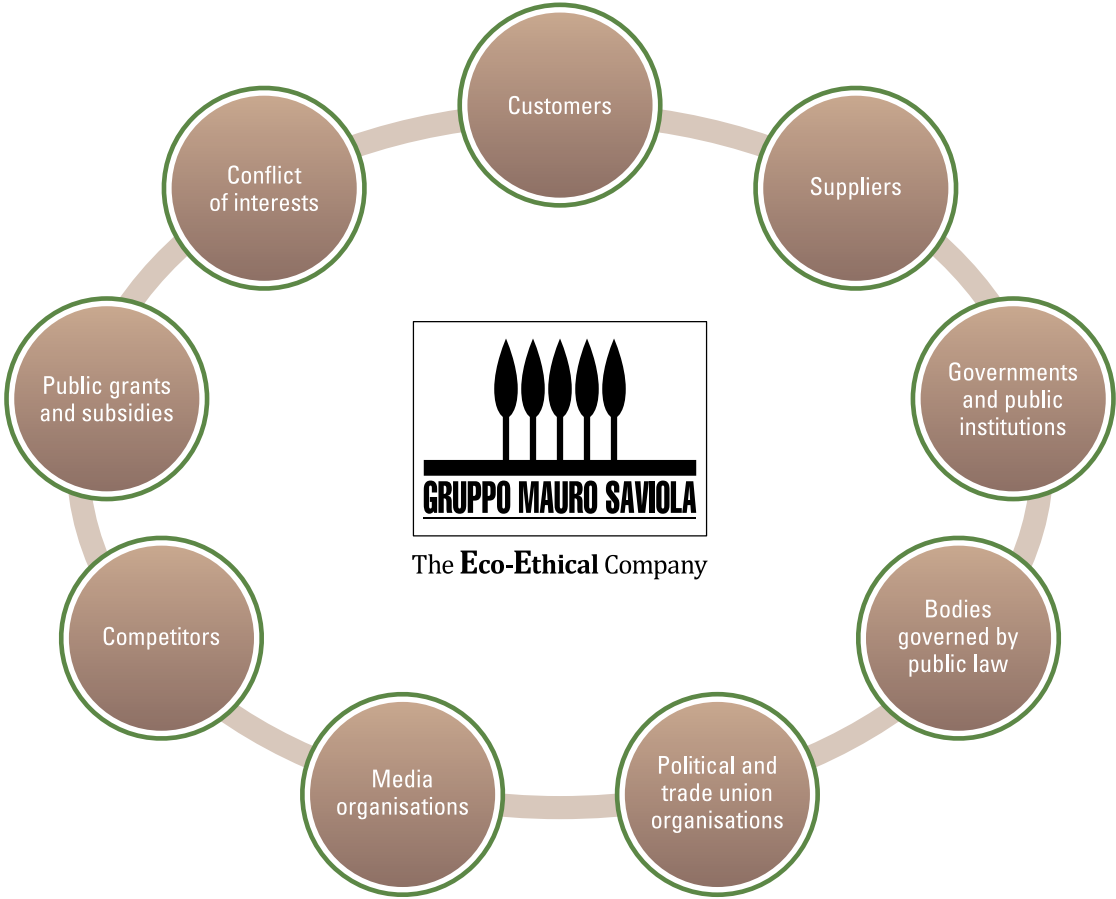 Customers
Suppliers
Governments
and public
institutions
Bodies
governed by
public law
Political and
trade union
organisations
Media
organisations
Competitors
Public grants
and subsidies
Conflict
of interests
GRUPPO MAURO SAVIOLA
The Eco-Ethical Company